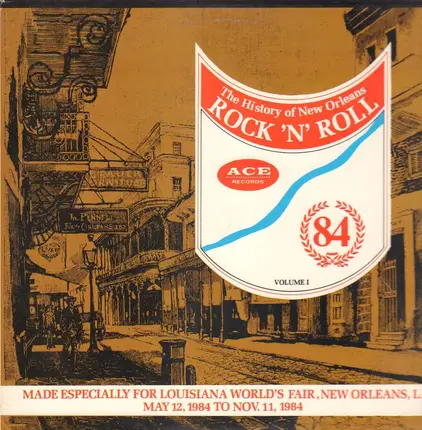 The History of New Orleans
ROCK 'N' ROLL
ACE
RECORDS
84
VOLUME I
MADE ESPECIALLY FOR LOUISIANA WORLD'S FAIR, NEW ORLEANS, L
MAY 12, 1984 TO NOV. 11, 1984